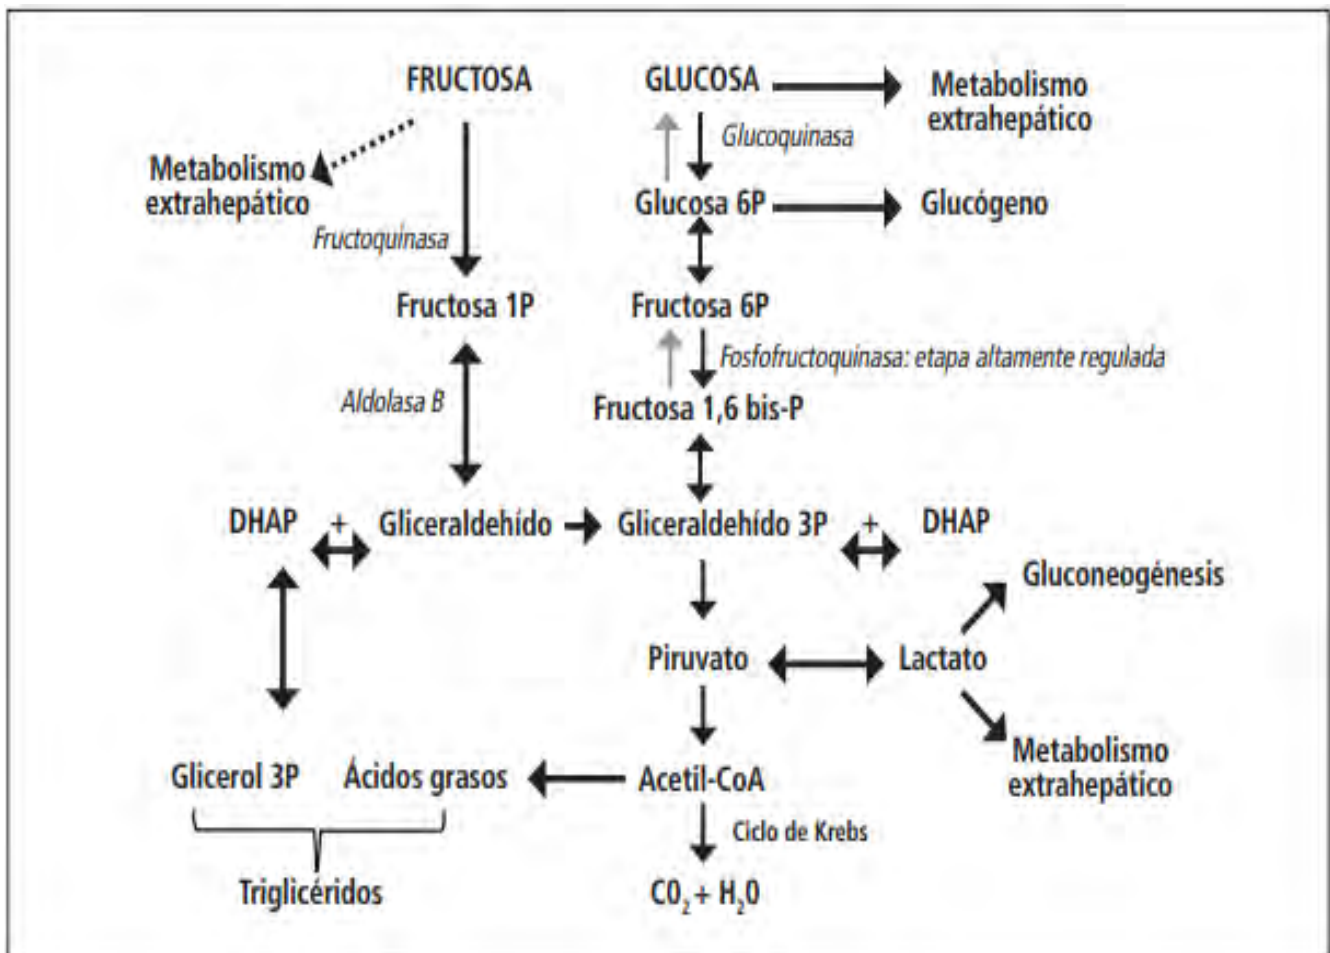 FRUCTOSA
GLUCOSA
Metabolismo
extrahepático
Glucoquinasa
Metabolismo
extrahepático
Glucosa 6P
Glucógeno
Fructoquinasa
Fructosa 1P
Fructosa 6P
Fosfofructoquinasa: etapa altamente regulada
Aldolasa B
Fructosa 1,6 bis-P
DHAP + Gliceraldehído
Gliceraldehído 3P + DHAP
Gluconeogénesis
Piruvato
Lactato
Metabolismo
extrahepático
Glicerol 3P
Ácidos grasos
Acetil-CoA
Ciclo de Krebs
Triglicéridos
CO₂ + H₂O